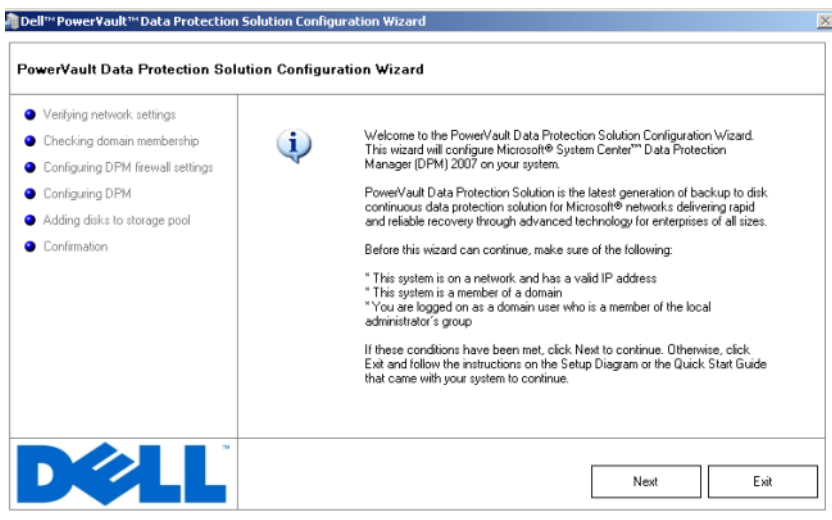 Dell™ PowerVault™ Data Protection Solution Configuration Wizard
PowerVault Data Protection Solution Configuration Wizard
Verifying network settings
Checking domain membership
Configuring DPM firewall settings
Configuring DPM
Adding disks to storage pool
Confirmation
Welcome to the PowerVault Data Protection Solution Configuration Wizard.
This wizard will configure Microsoft® System Center™ Data Protection
Manager (DPM) 2007 on your system.
PowerVault Data Protection Solution is the latest generation of backup to disk
continuous data protection solution for Microsoft® networks delivering rapid
and reliable recovery through advanced technology for enterprises of all sizes.
Before this wizard can continue, make sure of the following:
* This system is on a network and has a valid IP address
* This system is a member of a domain
* You are logged on as a domain user who is a member of the local
administrator's group
If these conditions have been met, click Next to continue. Otherwise, click
Exit and follow the instructions on the Setup Diagram or the Quick Start Guide
that came with your system to continue.
DELL™
Next
Exit